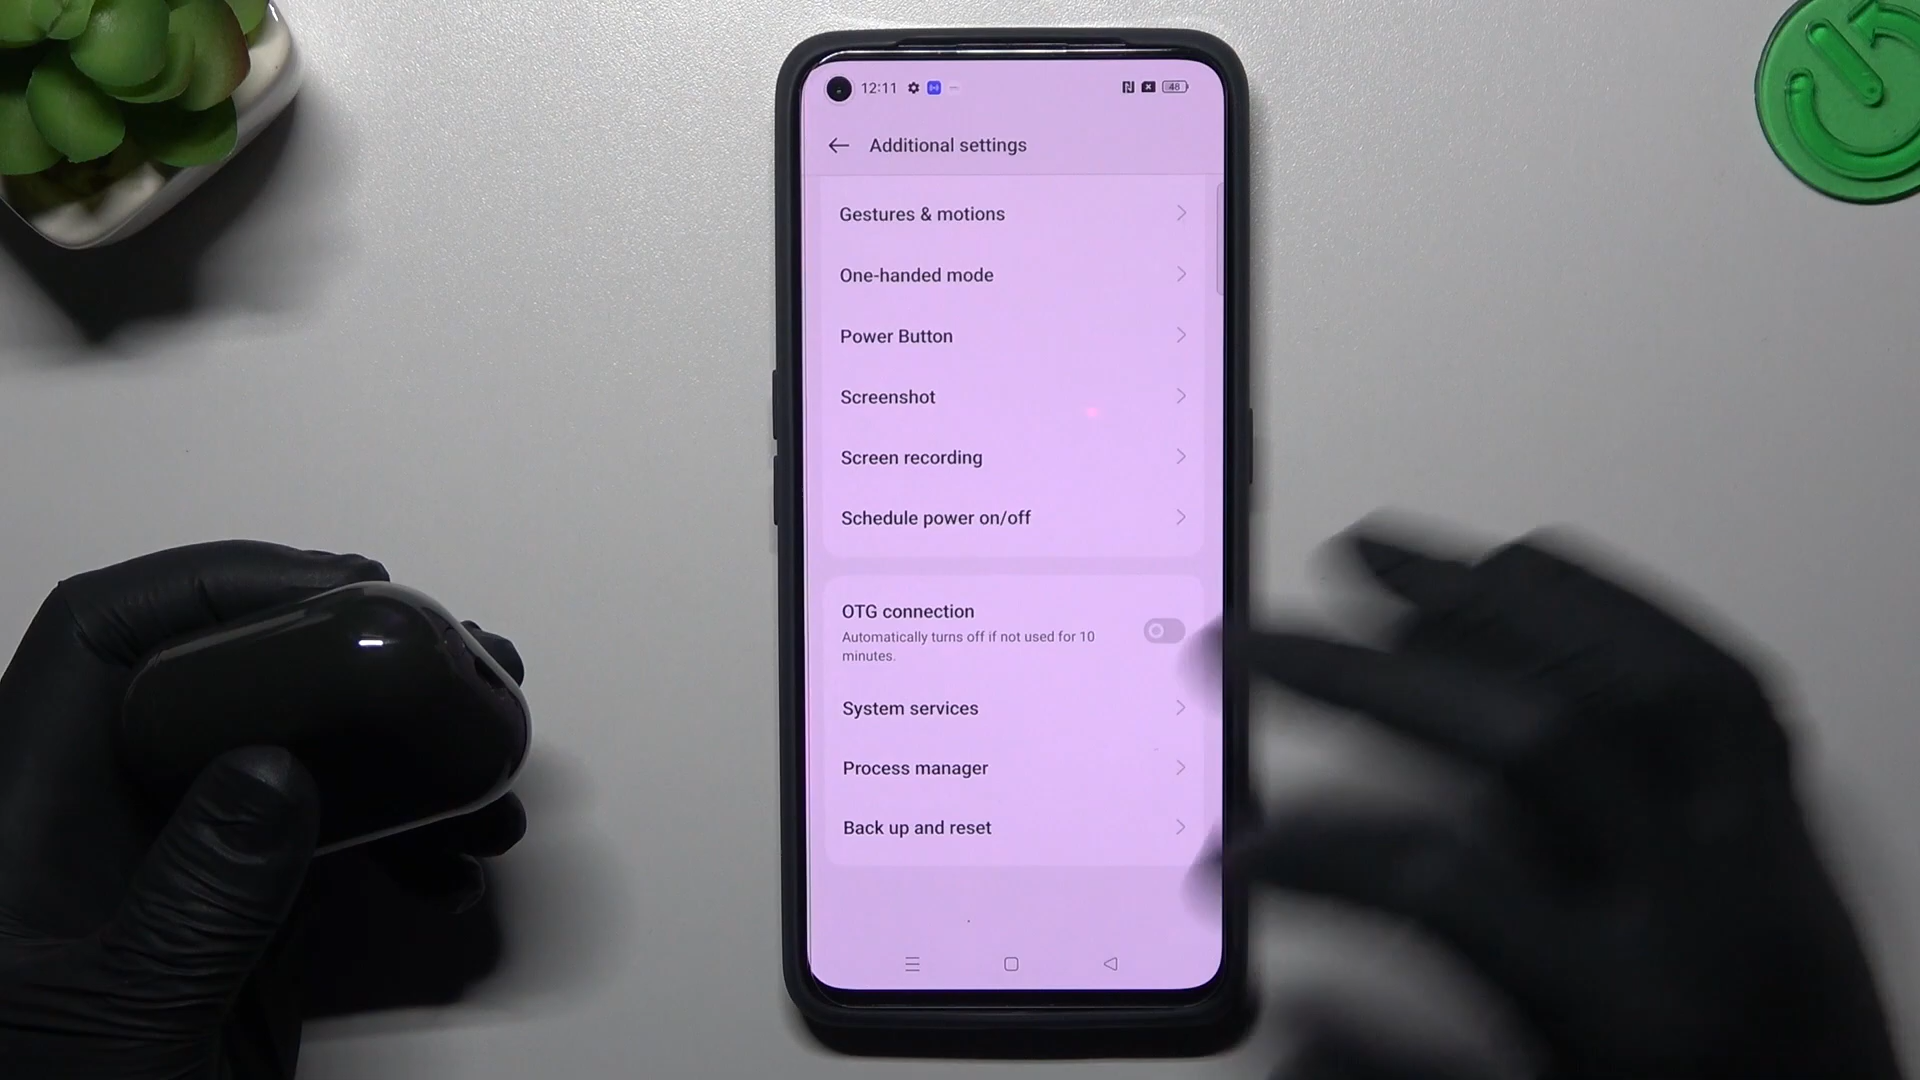 12:11
48
Additional settings
Gestures & motions
One-handed mode
Power Button
Screenshot
Screen recording
Schedule power on/off
OTG connection
Automatically turns off if not used for 10
minutes.
System services
Process manager
Back up and reset